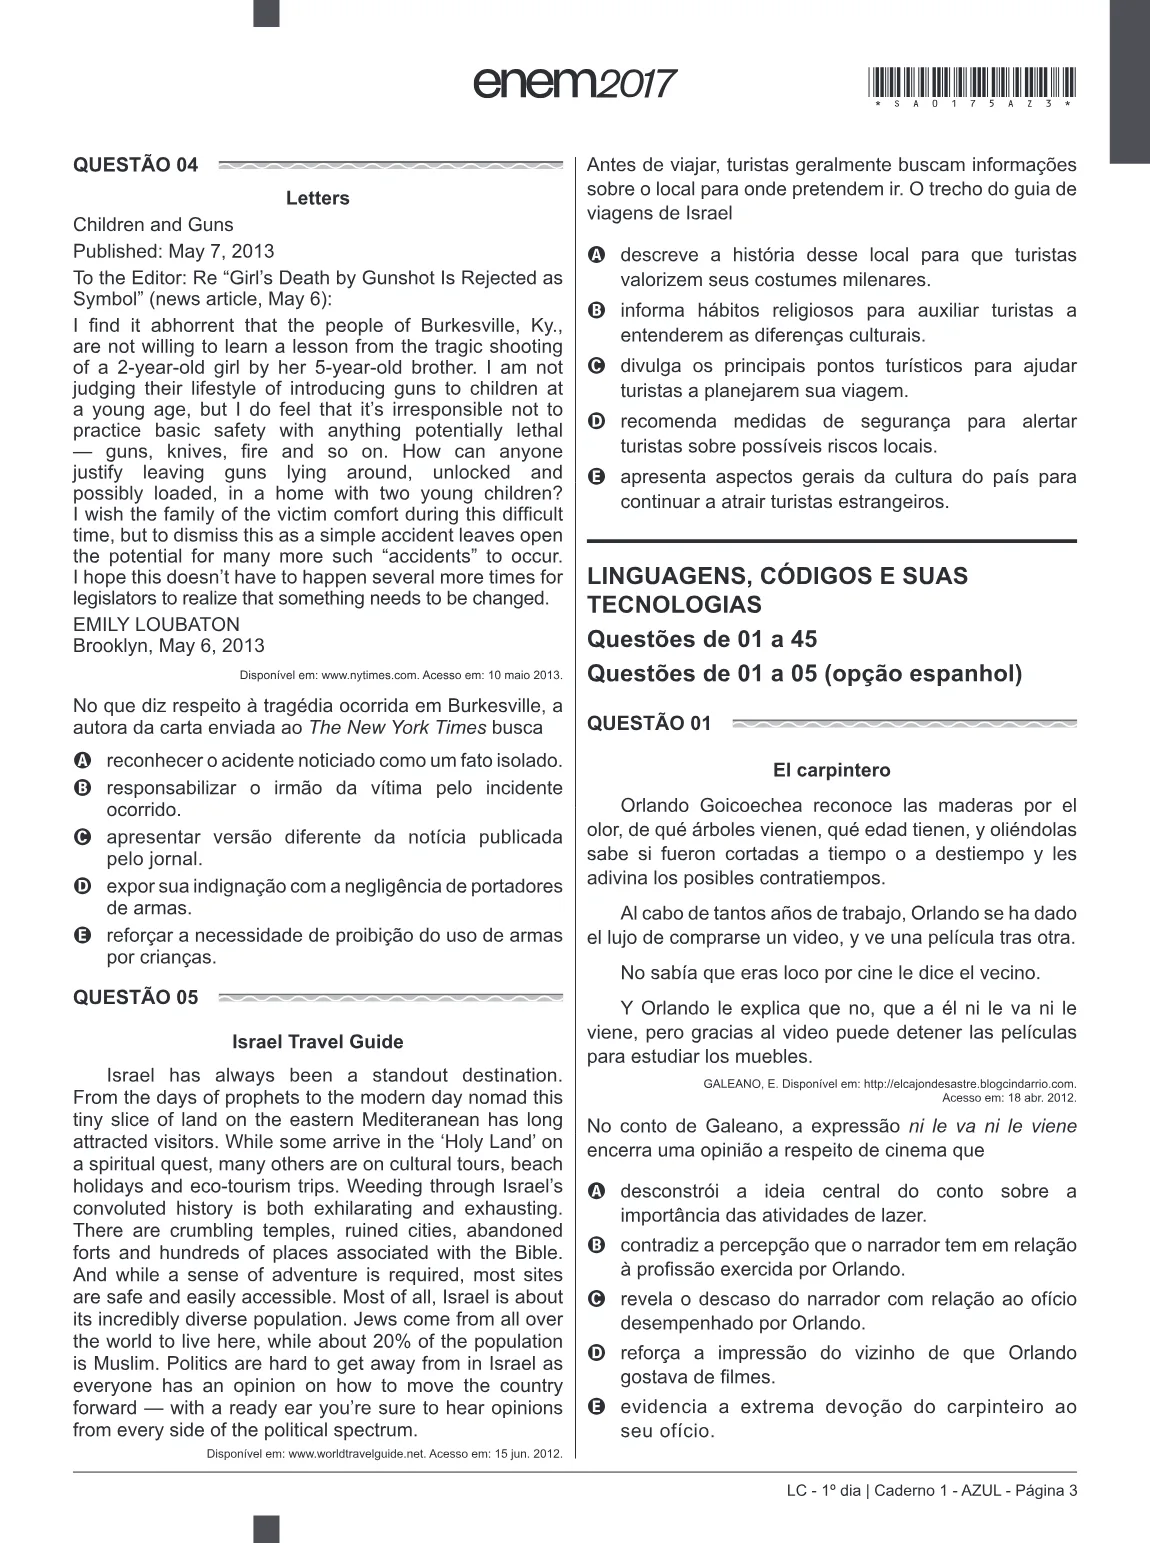 enem2017
*SA0175AZ3*
QUESTÃO 04
Letters
Children and Guns
Published: May 7, 2013
To the Editor: Re “Girl’s Death by Gunshot Is Rejected as
Symbol” (news article, May 6):
I find it abhorrent that the people of Burkesville, Ky.,
are not willing to learn a lesson from the tragic shooting
of a 2-year-old girl by her 5-year-old brother. I am not
judging their lifestyle of introducing guns to children at
a young age, but I do feel that it’s irresponsible not to
practice basic safety with anything potentially lethal
— guns, knives, fire and so on. How can anyone
justify leaving guns lying around, unlocked and
possibly loaded, in a home with two young children?
I wish the family of the victim comfort during this difficult
time, but to dismiss this as a simple accident leaves open
the potential for many more such “accidents” to occur.
I hope this doesn’t have to happen several more times for
legislators to realize that something needs to be changed.
EMILY LOUBATON
Brooklyn, May 6, 2013
Disponível em: www.nytimes.com. Acesso em: 10 maio 2013.
No que diz respeito à tragédia ocorrida em Burkesville, a
autora da carta enviada ao The New York Times busca
A reconhecer o acidente noticiado como um fato isolado.
B responsabilizar o irmão da vítima pelo incidente
ocorrido.
C apresentar versão diferente da notícia publicada
pelo jornal.
D expor sua indignação com a negligência de portadores
de armas.
E reforçar a necessidade de proibição do uso de armas
por crianças.
QUESTÃO 05
Israel Travel Guide
Israel has always been a standout destination.
From the days of prophets to the modern day nomad this
tiny slice of land on the eastern Mediteranean has long
attracted visitors. While some arrive in the ‘Holy Land’ on
a spiritual quest, many others are on cultural tours, beach
holidays and eco-tourism trips. Weeding through Israel’s
convoluted history is both exhilarating and exhausting.
There are crumbling temples, ruined cities, abandoned
forts and hundreds of places associated with the Bible.
And while a sense of adventure is required, most sites
are safe and easily accessible. Most of all, Israel is about
its incredibly diverse population. Jews come from all over
the world to live here, while about 20% of the population
is Muslim. Politics are hard to get away from in Israel as
everyone has an opinion on how to move the country
forward — with a ready ear you’re sure to hear opinions
from every side of the political spectrum.
Disponível em: www.worldtravelguide.net. Acesso em: 15 jun. 2012.
Antes de viajar, turistas geralmente buscam informações
sobre o local para onde pretendem ir. O trecho do guia de
viagens de Israel
A descreve a história desse local para que turistas
valorizem seus costumes milenares.
B informa hábitos religiosos para auxiliar turistas a
entenderem as diferenças culturais.
C divulga os principais pontos turísticos para ajudar
turistas a planejarem sua viagem.
D recomenda medidas de segurança para alertar
turistas sobre possíveis riscos locais.
E apresenta aspectos gerais da cultura do país para
continuar a atrair turistas estrangeiros.
LINGUAGENS, CÓDIGOS E SUAS
TECNOLOGIAS
Questões de 01 a 45
Questões de 01 a 05 (opção espanhol)
QUESTÃO 01
El carpintero
Orlando Goicoechea reconoce las maderas por el
olor, de qué árboles vienen, qué edad tienen, y oliéndolas
sabe si fueron cortadas a tiempo o a destiempo y les
adivina los posibles contratiempos.
Al cabo de tantos años de trabajo, Orlando se ha dado
el lujo de comprarse un video, y ve una película tras otra.
No sabía que eras loco por cine le dice el vecino.
Y Orlando le explica que no, que a él ni le va ni le
viene, pero gracias al video puede detener las películas
para estudiar los muebles.
GALEANO, E. Disponível em: http://elcajondesastre.blogcindarrio.com.
Acesso em: 18 abr. 2012.
No conto de Galeano, a expressão ni le va ni le viene
encerra uma opinião a respeito de cinema que
A desconstrói a ideia central do conto sobre a
importância das atividades de lazer.
B contradiz a percepção que o narrador tem em relação
à profissão exercida por Orlando.
C revela o descaso do narrador com relação ao ofício
desempenhado por Orlando.
D reforça a impressão do vizinho de que Orlando
gostava de filmes.
E evidencia a extrema devoção do carpinteiro ao
seu ofício.
LC - 1º dia | Caderno 1 - AZUL - Página 3